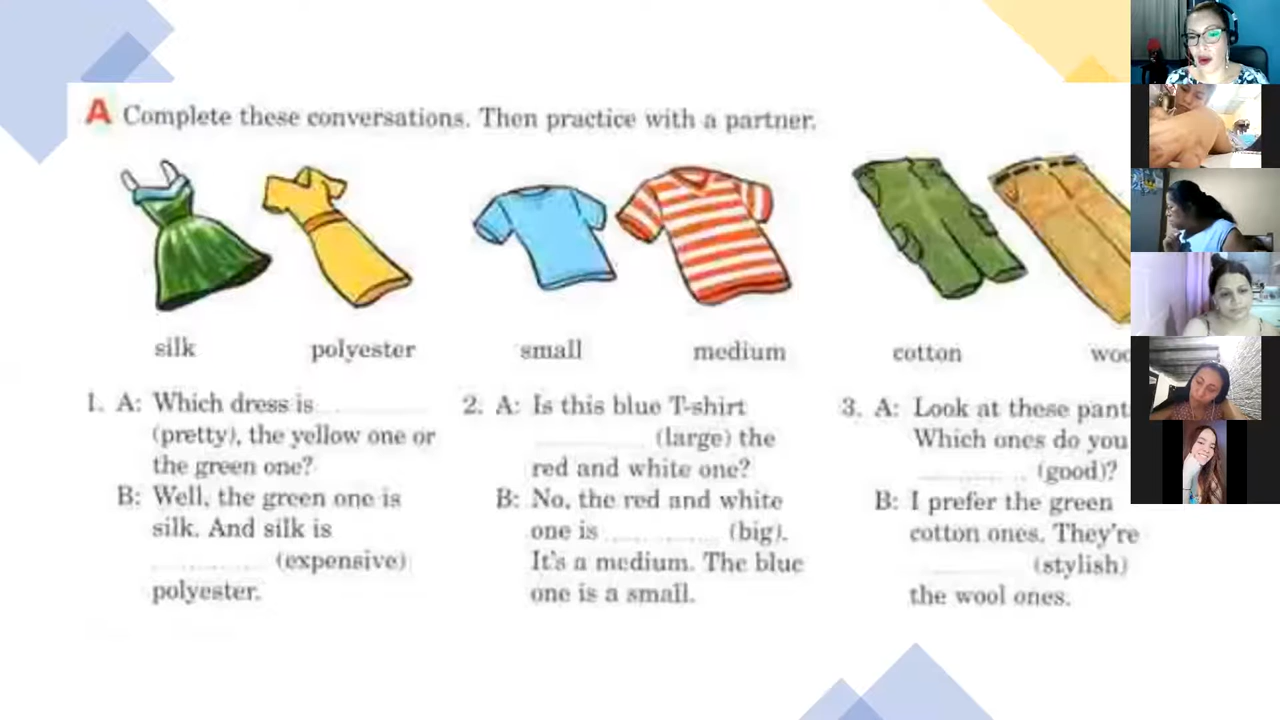 A Complete these conversations. Then practice with a partner.
silk
polyester
small
medium
cotton
1. A: Which dress is
(pretty), the yellow one or
the green one?
B: Well, the green one is
silk. And silk is
(expensive)
polyester.
2. A: Is this blue T-shirt
(large) the
red and white one?
B: No, the red and white
one is (big).
It's a medium. The blue
one is a small.
3. A: Look at these
Which ones do you
(good)?
B: I prefer the green
cotton ones. They're
(stylish)
the wool ones.